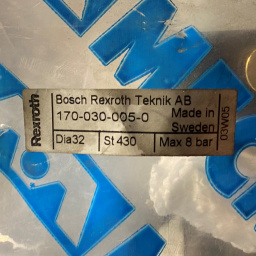 Rexroth
Bosch Rexroth Teknik AB
170-030-005-0
Made in
Sweden
Dia32
St 430
Max 8 bar
03W05